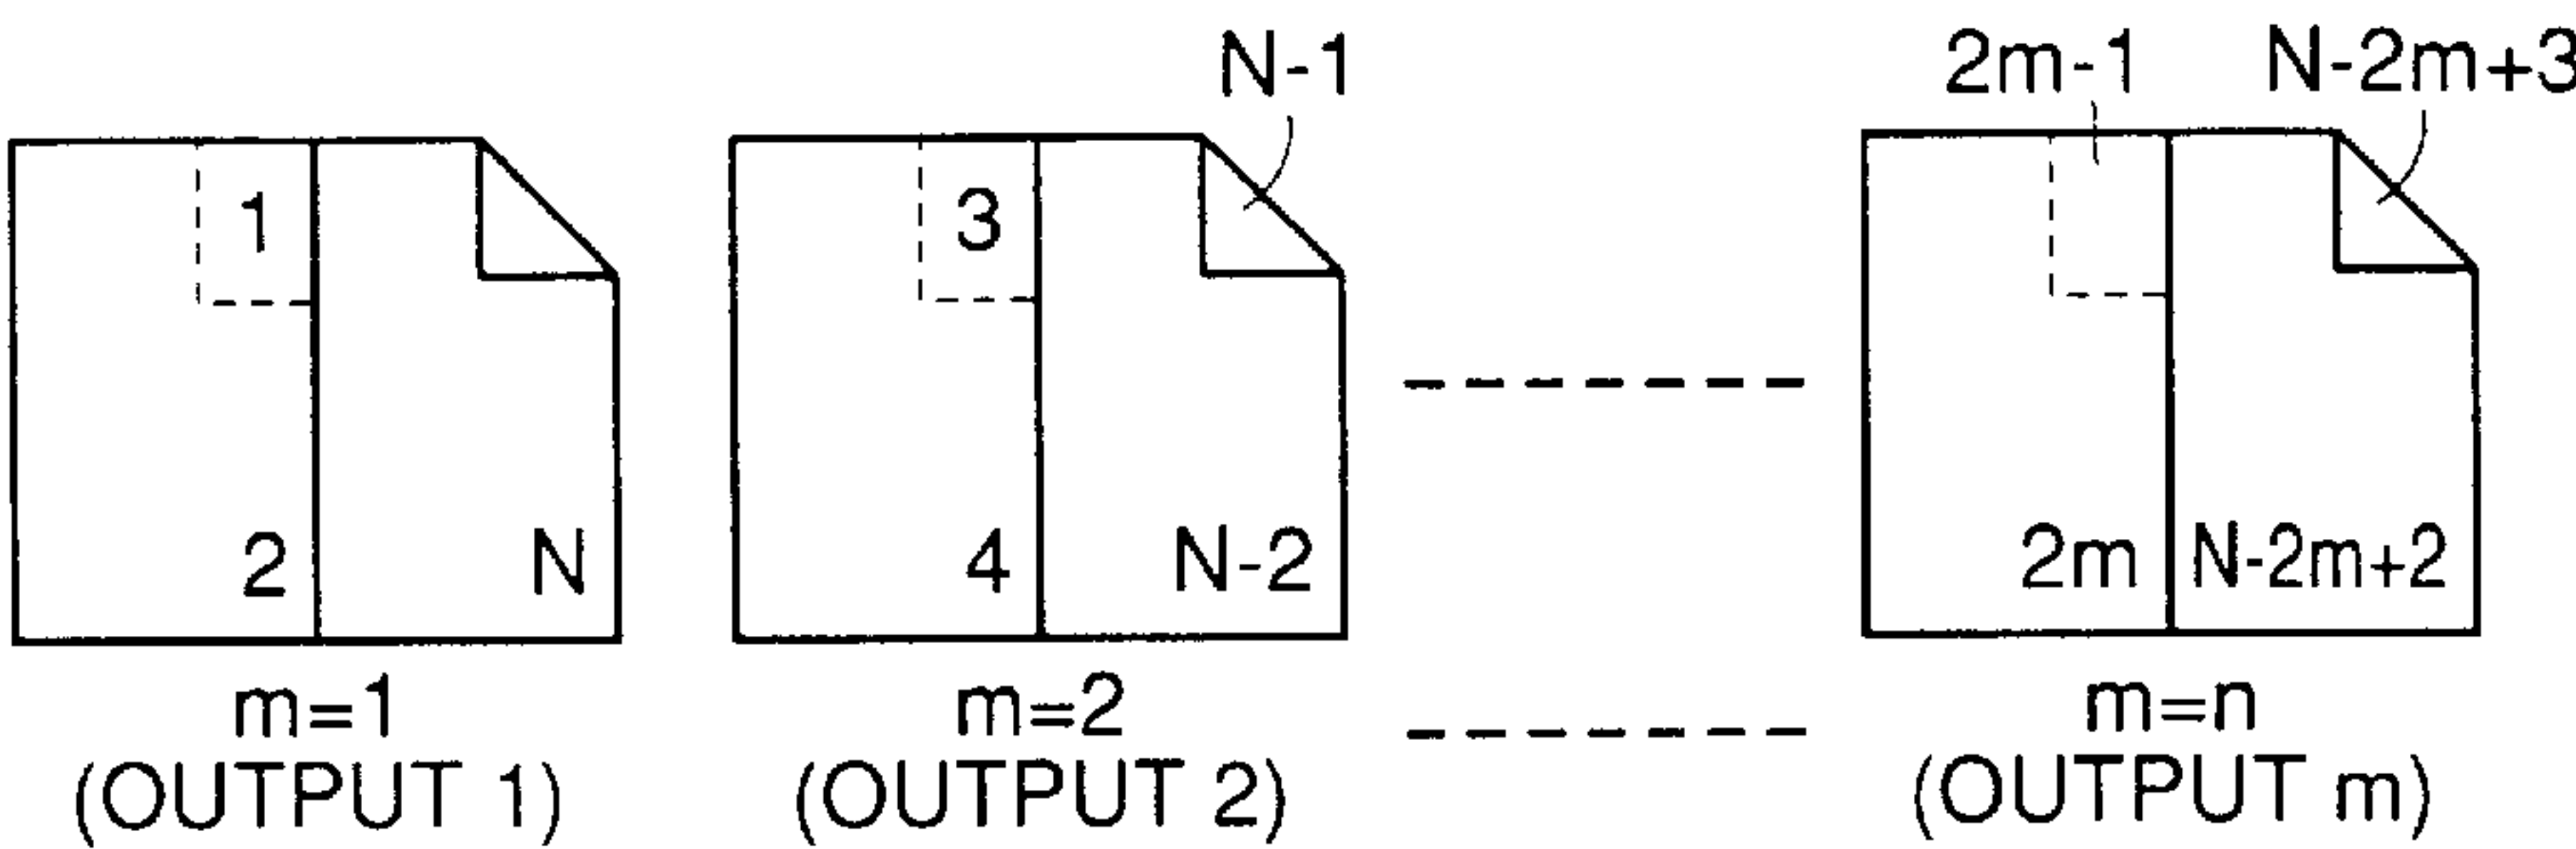 N-1
2m-1 N-2m+3
1
3
2 N
4 N-2
2m N-2m+2
m=1
(OUTPUT 1)
m=2
(OUTPUT 2)
m=n
(OUTPUT m)